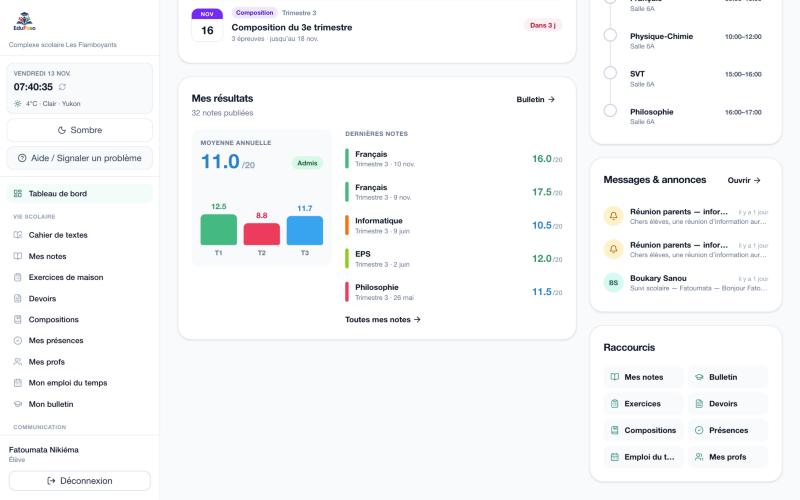 EduFaso
Complexe scolaire Les Flamboyants
VENDREDI 13 NOV.
07:40:35
4°C · Clair · Yukon
Sombre
Aide / Signaler un problème
Tableau de bord
VIE SCOLAIRE
Cahier de textes
Mes notes
Exercices de maison
Devoirs
Compositions
Mes présences
Mes profs
Mon emploi du temps
Mon bulletin
COMMUNICATION
Fatoumata Nikiéma
Élève
Déconnexion
NOV
16
Composition Trimestre 3
Composition du 3e trimestre
3 épreuves · jusqu'au 18 nov.
Dans 3 j
Mes résultats
32 notes publiées
Bulletin →
MOYENNE ANNUELLE
11.0 /20
Admis
12.5
8.8
11.7
T1
T2
T3
DERNIÈRES NOTES
Français
Trimestre 3 · 10 nov.
16.0 /20
Français
Trimestre 3 · 9 nov.
17.5 /20
Informatique
Trimestre 3 · 9 juin
10.5 /20
EPS
Trimestre 3 · 2 juin
12.0 /20
Philosophie
Trimestre 3 · 26 mai
11.5 /20
Toutes mes notes →
Salle 6A
Physique-Chimie 10:00–12:00
Salle 6A
SVT 15:00–16:00
Salle 6A
Philosophie 16:00–17:00
Salle 6A
Messages & annonces
Ouvrir →
Réunion parents — infor... il y a 1 jour
Chers élèves, une réunion d'information aur...
Réunion parents — infor... il y a 1 jour
Chers élèves, une réunion d'information aur...
BS
Boukary Sanou il y a 1 jour
Suivi scolaire — Fatoumata — Bonjour Fato...
Raccourcis
Mes notes
Bulletin
Exercices
Devoirs
Compositions
Présences
Emploi du t...
Mes profs